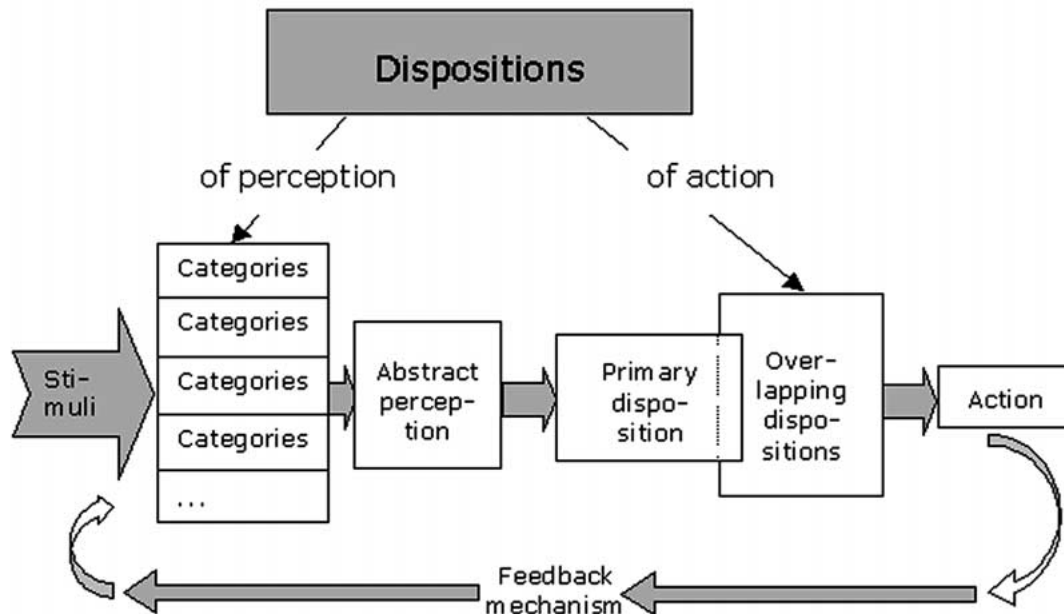 Dispositions
of perception
of action
Categories
Categories
Categories
Categories
...
Sti-
muli
Abstract
percep-
tion
Primary
dispo-
sition
Over-
lapping
dispo-
sitions
Action
Feedback
mechanism